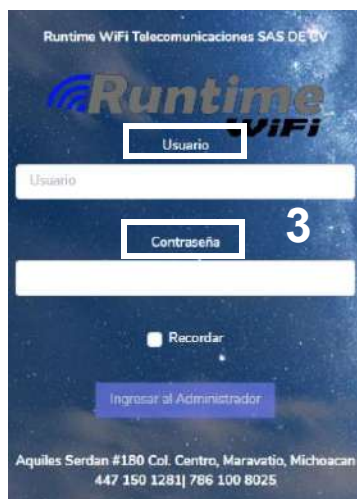 Runtime WiFi Telecomunicaciones SAS DE CV
Runtime
WiFi
Usuario
Usuario
Contraseña
3
Recordar
Ingresar al Administrador
Aquiles Serdan #180 Col. Centro, Maravatio, Michoacan
447 150 1281| 786 100 8025